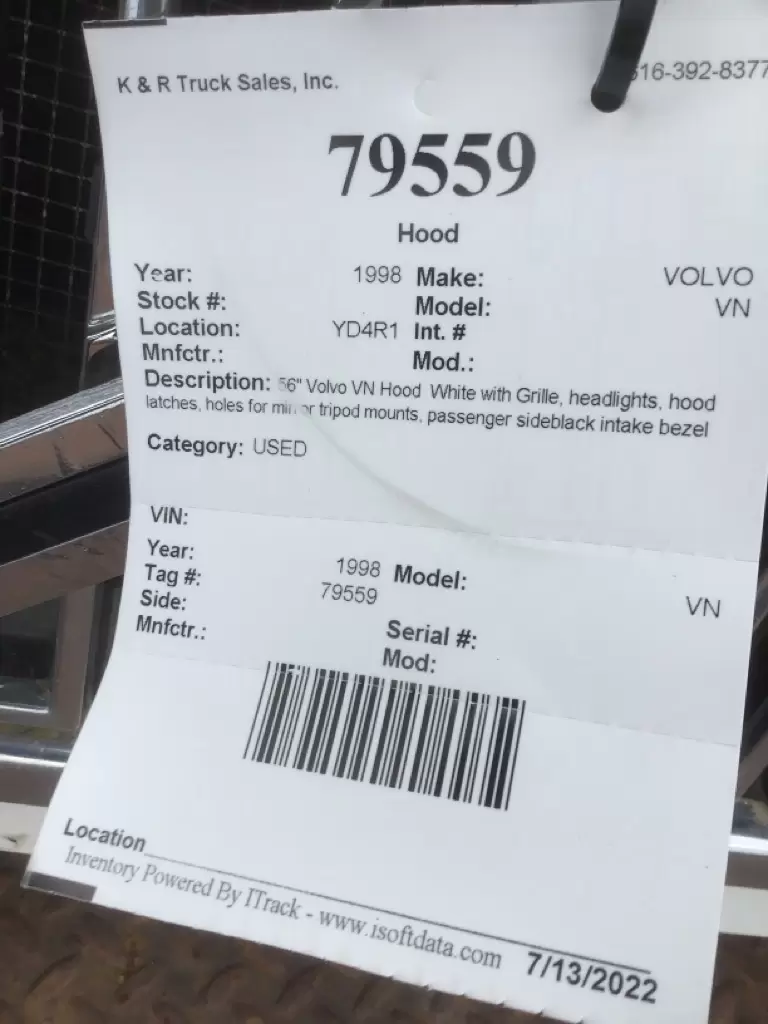 K & R Truck Sales, Inc.
16-392-8377
79559
Hood
Year: 1998 Make: VOLVO
Stock #: Model: VN
Location: YD4R1 Int. #
Mnfctr.: Mod.:
Description: 56" Volvo VN Hood White with Grille, headlights, hood
latches, holes for mirror tripod mounts, passenger sideblack intake bezel
Category: USED
VIN:
Year: 1998 Model: VN
Tag #: 79559
Side: Serial #:
Mnfctr.: Mod:
Location
Inventory Powered By ITrack - www.isoftdata.com 7/13/2022